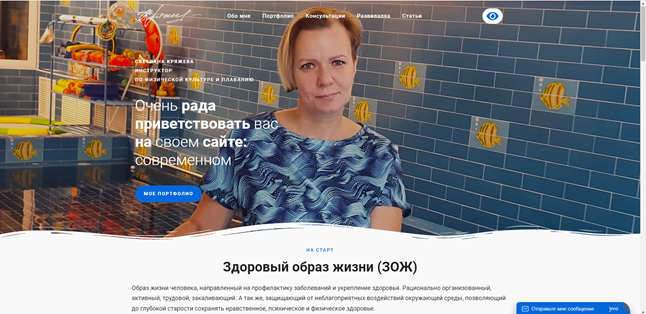 Обо мне Портфолио Консультации Развивалка Статьи
СВЕТЛАНА КРЯЖЕВА
ИНСТРУКТОР
ПО ФИЗИЧЕСКОЙ КУЛЬТУРЕ И ПЛАВАНИЮ
Очень рада
приветствовать вас
на своем сайте:
современном
МОЕ ПОРТФОЛИО
НА СТАРТ
Здоровый образ жизни (ЗОЖ)
Образ жизни человека, направленный на профилактику заболеваний и укрепление здоровья. Рационально организованный,
активный, трудовой, закаливающий. А так же, защищающий от неблагоприятных воздействий окружающей среды, позволяющий
до глубокой старости сохранять нравственное, психическое и физическое здоровье.
Отправьте мне сообщение jivo